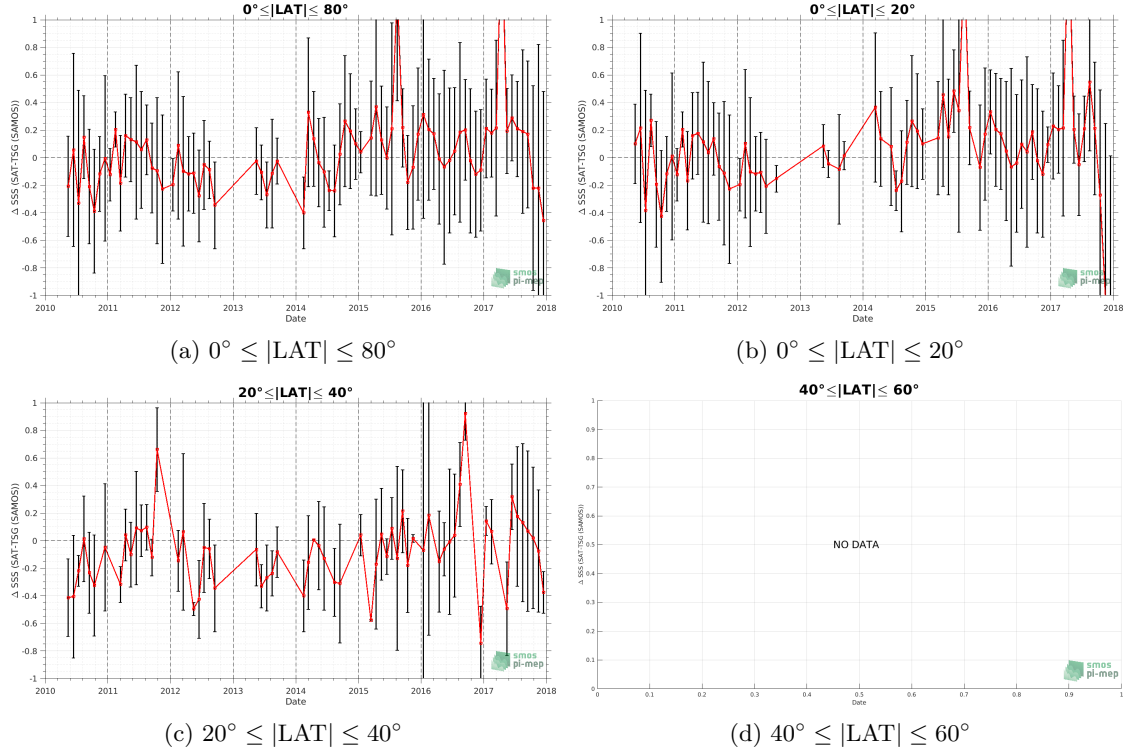 0°≤|LAT|≤ 80°
Δ SSS (SAT-TSG (SAMOS))
1
0.8
0.6
0.4
0.2
0
-0.2
-0.4
-0.6
-0.8
-1
2010 2011 2012 2013 2014 2015 2016 2017 2018
Date
smos
pi-mep
(a) 0° ≤ |LAT| ≤ 80°
0°≤|LAT|≤ 20°
Δ SSS (SAT-TSG (SAMOS))
1
0.8
0.6
0.4
0.2
0
-0.2
-0.4
-0.6
-0.8
-1
2010 2011 2012 2013 2014 2015 2016 2017 2018
Date
smos
pi-mep
(b) 0° ≤ |LAT| ≤ 20°
20°≤|LAT|≤ 40°
Δ SSS (SAT-TSG (SAMOS))
1
0.8
0.6
0.4
0.2
0
-0.2
-0.4
-0.6
-0.8
-1
2010 2011 2012 2013 2014 2015 2016 2017 2018
Date
smos
pi-mep
(c) 20° ≤ |LAT| ≤ 40°
40°≤|LAT|≤ 60°
Δ SSS (SAT-TSG (SAMOS))
1
0.9
0.8
0.7
0.6
0.5
0.4
0.3
0.2
0.1
0
NO DATA
0 0.1 0.2 0.3 0.4 0.5 0.6 0.7 0.8 0.9 1
Date
smos
pi-mep
(d) 40° ≤ |LAT| ≤ 60°